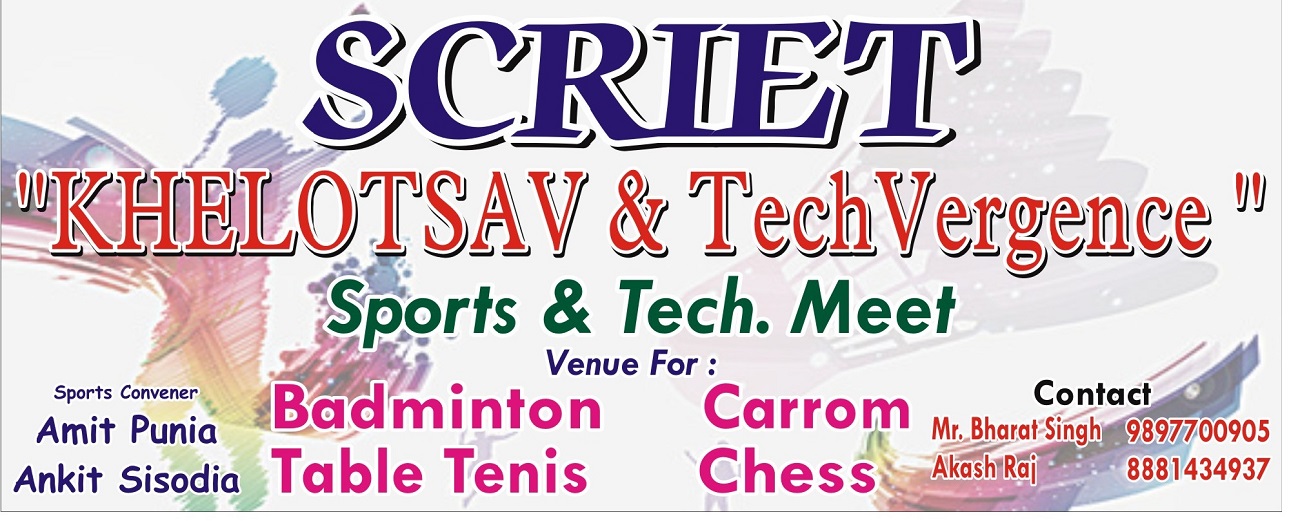 SCRIET
"KHELOTSAV & TechVergence "
Sports & Tech. Meet
Venue For :
Sports Convener
Amit Punia
Ankit Sisodia
Badminton
Table Tenis
Carrom
Chess
Contact
Mr. Bharat Singh 9897700905
Akash Raj 8881434937